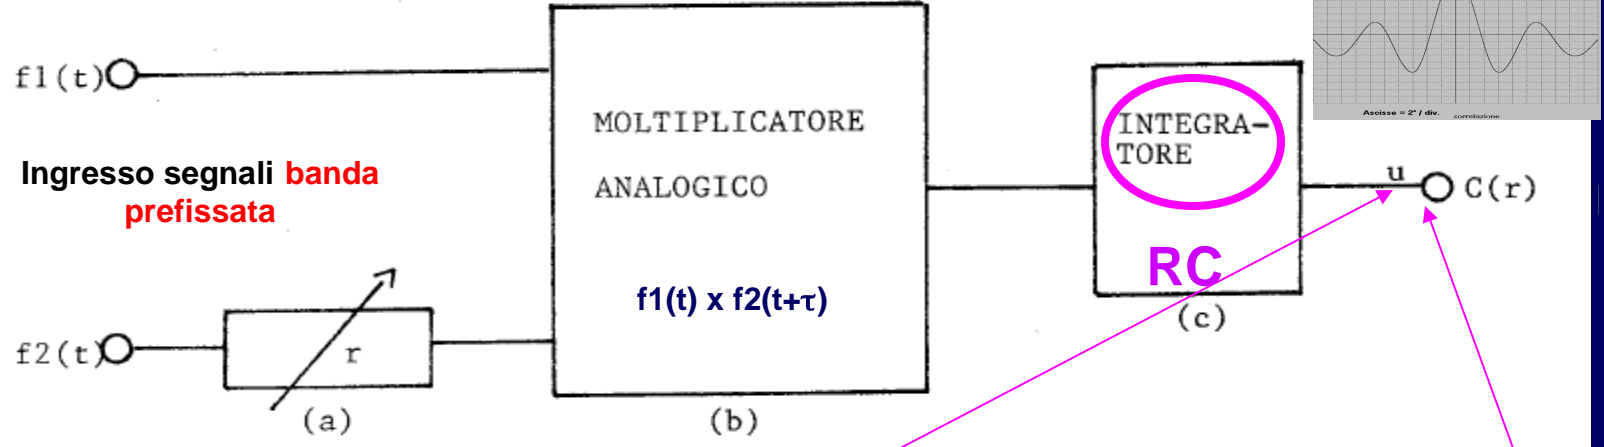 f1(t)
Ingresso segnali banda
prefissata
f2(t)
r
(a)
MOLTIPLICATORE
ANALOGICO
f1(t) x f2(t+τ)
(b)
INTEGRA-
TORE
RC
(c)
u
C(r)
Ascisse = 2° / div.
correlazione